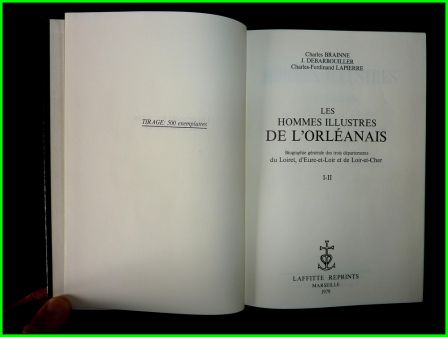 TIRAGE: 500 exemplaires
Charles BRAINNE
J. DEBARBOUILLER
Charles-Ferdinand LAPIERRE
LES
HOMMES ILLUSTRES
DE L'ORLÉANAIS
Biographie générale des trois départements
du Loiret, d'Eure-et-Loir et de Loir-et-Cher
I-II
LAFFITTE REPRINTS
MARSEILLE
1978